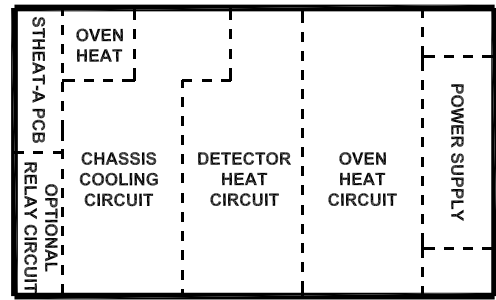 STHEAT-A PCB
OPTIONAL
RELAY CIRCUIT
OVEN
HEAT
CHASSIS
COOLING
CIRCUIT
DETECTOR
HEAT
CIRCUIT
OVEN
HEAT
CIRCUIT
POWER SUPPLY